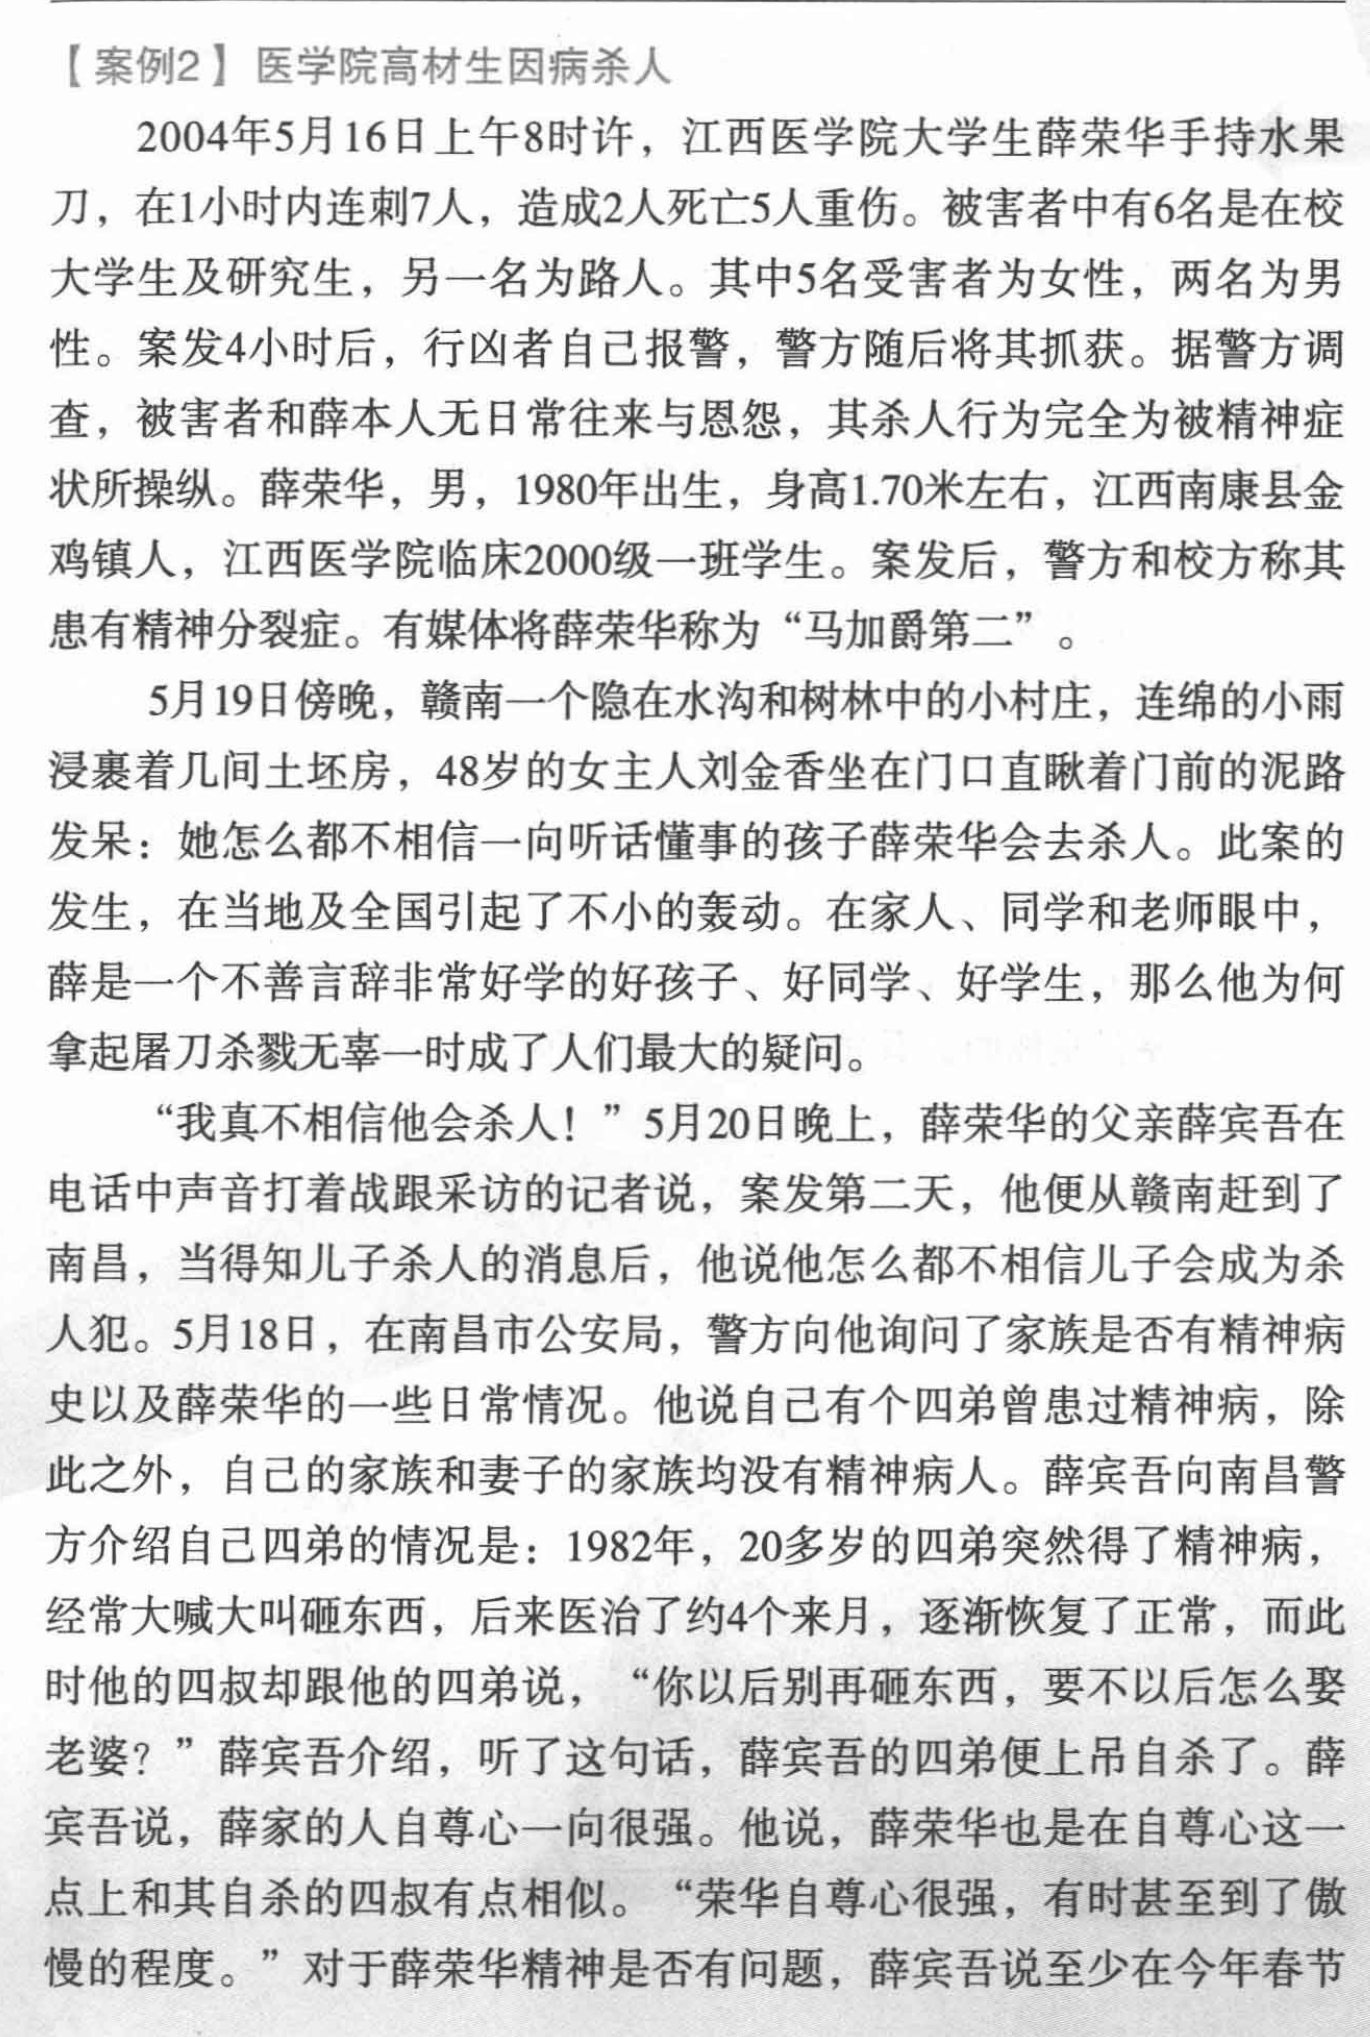 【案例2】医学院高材生因病杀人
2004年5月16日上午8时许，江西医学院大学生薛荣华手持水果
刀，在1小时内连刺7人，造成2人死亡5人重伤。被害者中有6名是在校
大学生及研究生，另一名为路人。其中5名受害者为女性，两名为男
性。案发4小时后，行凶者自己报警，警方随后将其抓获。据警方调
查，被害者和薛本人无日常往来与恩怨，其杀人行为完全为被精神症
状所操纵。薛荣华，男，1980年出生，身高1.70米左右，江西南康县金
鸡镇人，江西医学院临床2000级一班学生。案发后，警方和校方称其
患有精神分裂症。有媒体将薛荣华称为“马加爵第二”。
5月19日傍晚，赣南一个隐在水沟和树林中的小村庄，连绵的小雨
浸裹着几间土坯房，48岁的女主人刘金香坐在门口直瞅着门前的泥路
发呆：她怎么都不相信一向听话懂事的孩子薛荣华会去杀人。此案的
发生，在当地及全国引起了不小的轰动。在家人、同学和老师眼中，
薛是一个不善言辞非常好学的好孩子、好同学、好学生，那么他为何
拿起屠刀杀戮无辜一时成了人们最大的疑问。
“我真不相信他会杀人！”5月20日晚上，薛荣华的父亲薛宾吾在
电话中声音打着战跟采访的记者说，案发第二天，他便从赣南赶到了
南昌，当得知儿子杀人的消息后，他说他怎么都不相信儿子会成为杀
人犯。5月18日，在南昌市公安局，警方向他询问了家族是否有精神病
史以及薛荣华的一些日常情况。他说自己有个四弟曾患过精神病，除
此之外，自己的家族和妻子的家族均没有精神病人。薛宾吾向南昌警
方介绍自己四弟的情况是：1982年，20多岁的四弟突然得了精神病，
经常大喊大叫砸东西，后来医治了约4个来月，逐渐恢复了正常，而此
时他的四叔却跟他的四弟说，“你以后别再砸东西，要不以后怎么娶
老婆？”薛宾吾介绍，听了这句话，薛宾吾的四弟便上吊自杀了。薛
宾吾说，薛家的人自尊心一向很强。他说，薛荣华也是在自尊心这一
点上和其自杀的四叔有点相似。“荣华自尊心很强，有时甚至到了傲
慢的程度。”对于薛荣华精神是否有问题，薛宾吾说至少在今年春节